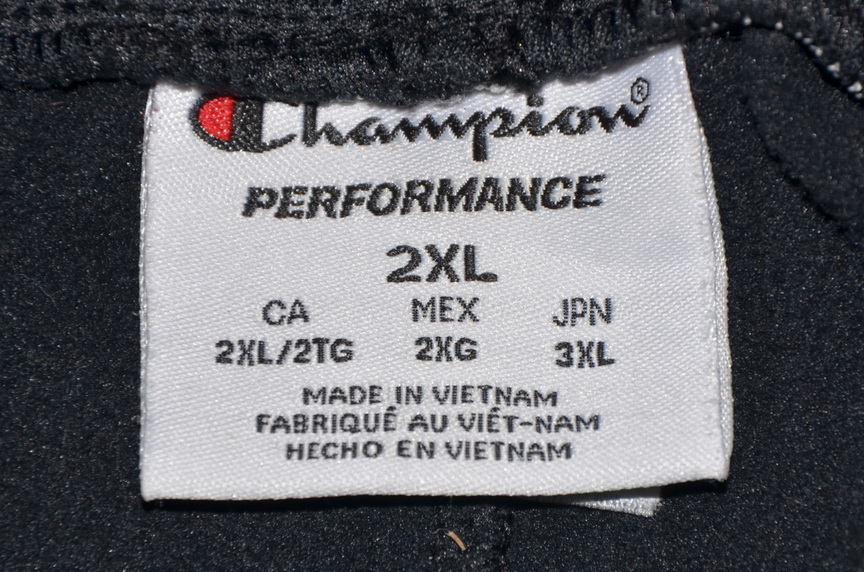 Champion®
PERFORMANCE
2XL
CA MEX JPN
2XL/2TG 2XG 3XL
MADE IN VIETNAM
FABRIQUÉ AU VIÉT-NAM
HECHO EN VIETNAM